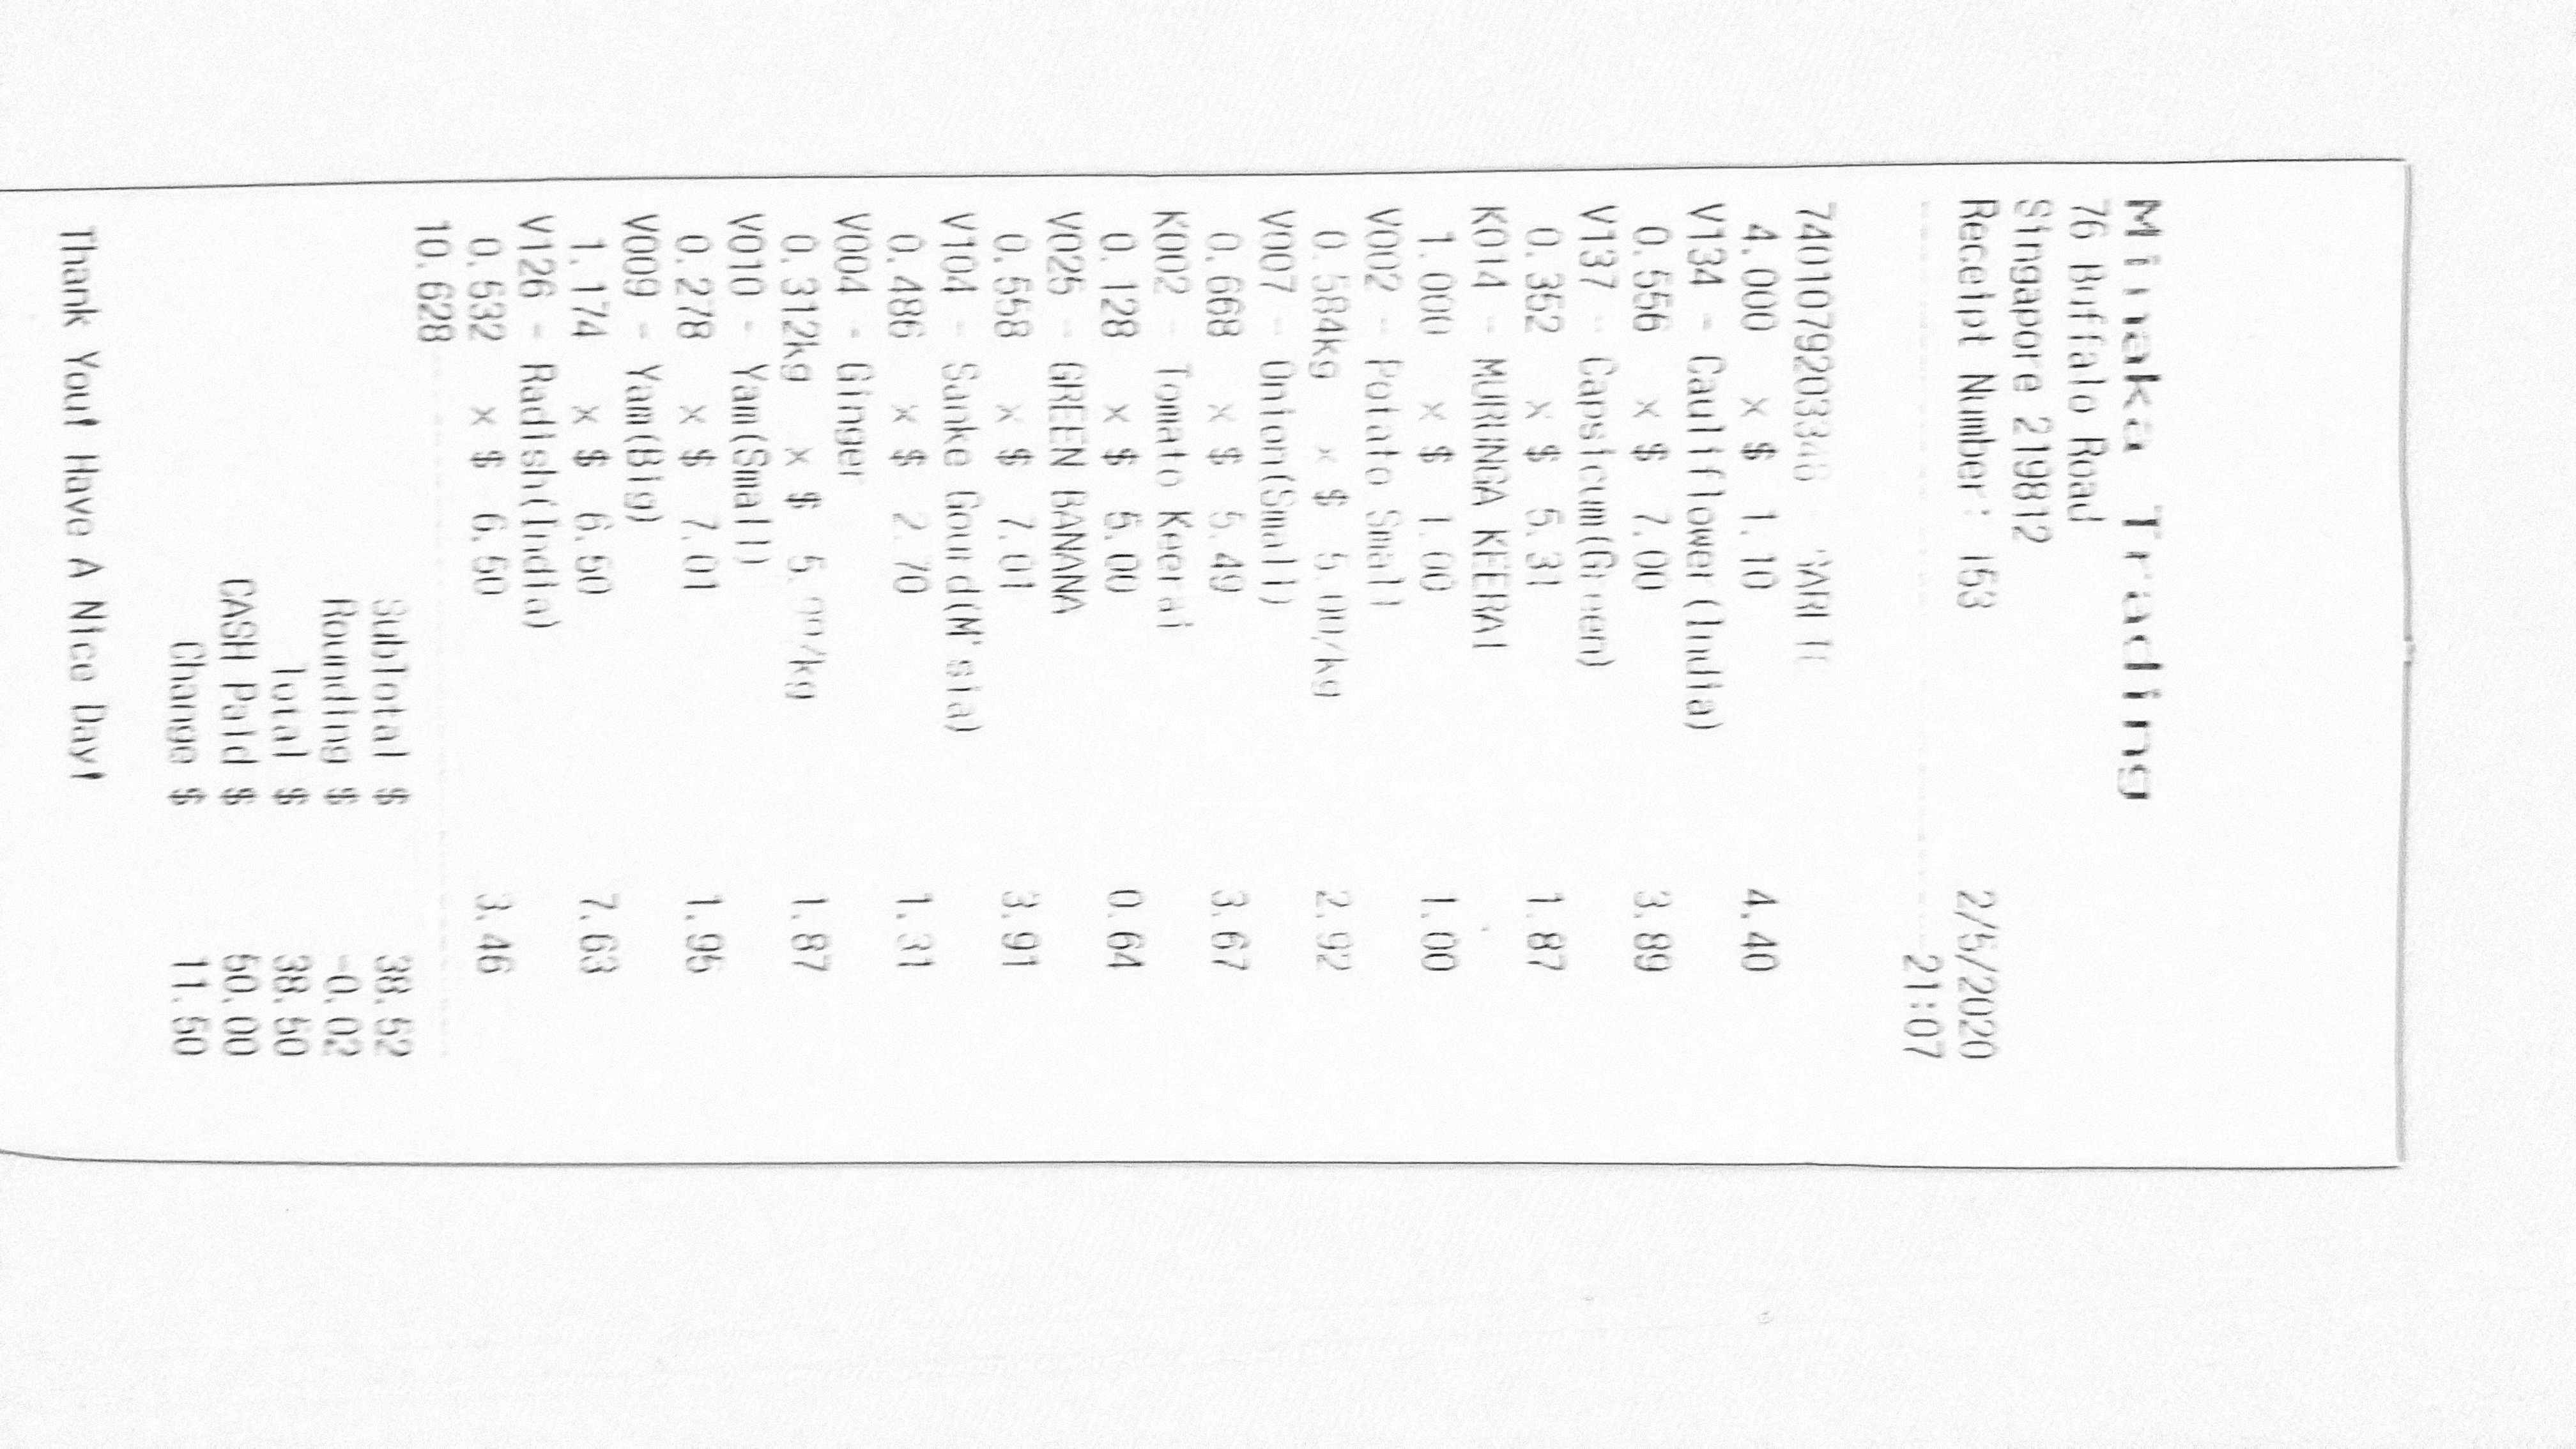 Minaka Trading
76 Buffalo Road
Singapore 219812
Receipt Number: 153 2/5/2020
21:07
4.000 x $ 1.10 4.40
V134 - Cauliflower(India)
0.556 x $ 7.00 3.89
V137 - Capsicum(Green)
0.352 x $ 5.31 1.87
K014 - MURUNGA KEERAI
1.000 x $ 1.00 1.00
V002 - Potato Small
0.584kg x $ 5.00/kg 2.92
V007 - Onion(Small)
0.668 x $ 5.49 3.67
K002 - Tomato Keerai
0.128 x $ 5.00 0.64
V025 - GREEN BANANA
0.558 x $ 7.01 3.91
V104 - Sanke Gourd(M'sia)
0.486 x $ 2.70 1.31
V004 - Ginger
0.312kg x $ 5. /kg 1.87
V010 - Yam(Small)
0.278 x $ 7.01 1.95
V009 - Yam(Big)
1.174 x $ 6.50 7.63
V126 - Radish(India)
0.532 x $ 6.50 3.46
10.628
SubTotal $ 38.52
Rounding $ -0.02
Total $ 38.50
CASH Paid $ 50.00
Change $ 11.50
Thank You! Have A Nice Day!